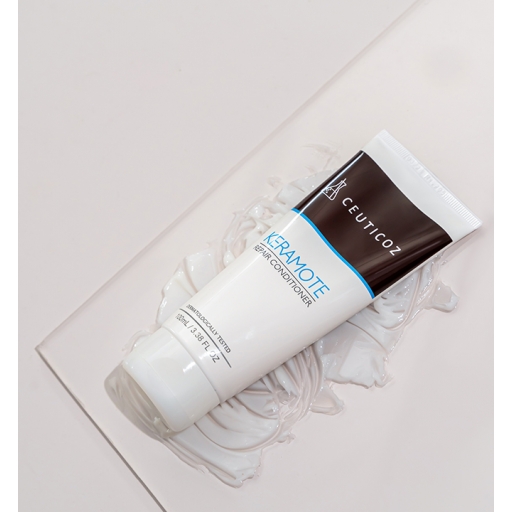 CEUTICOZ
KERAMOTE
REPAIR CONDITIONER
DERMATOLOGICALLY TESTED
100mL / 3.38 FL OZ